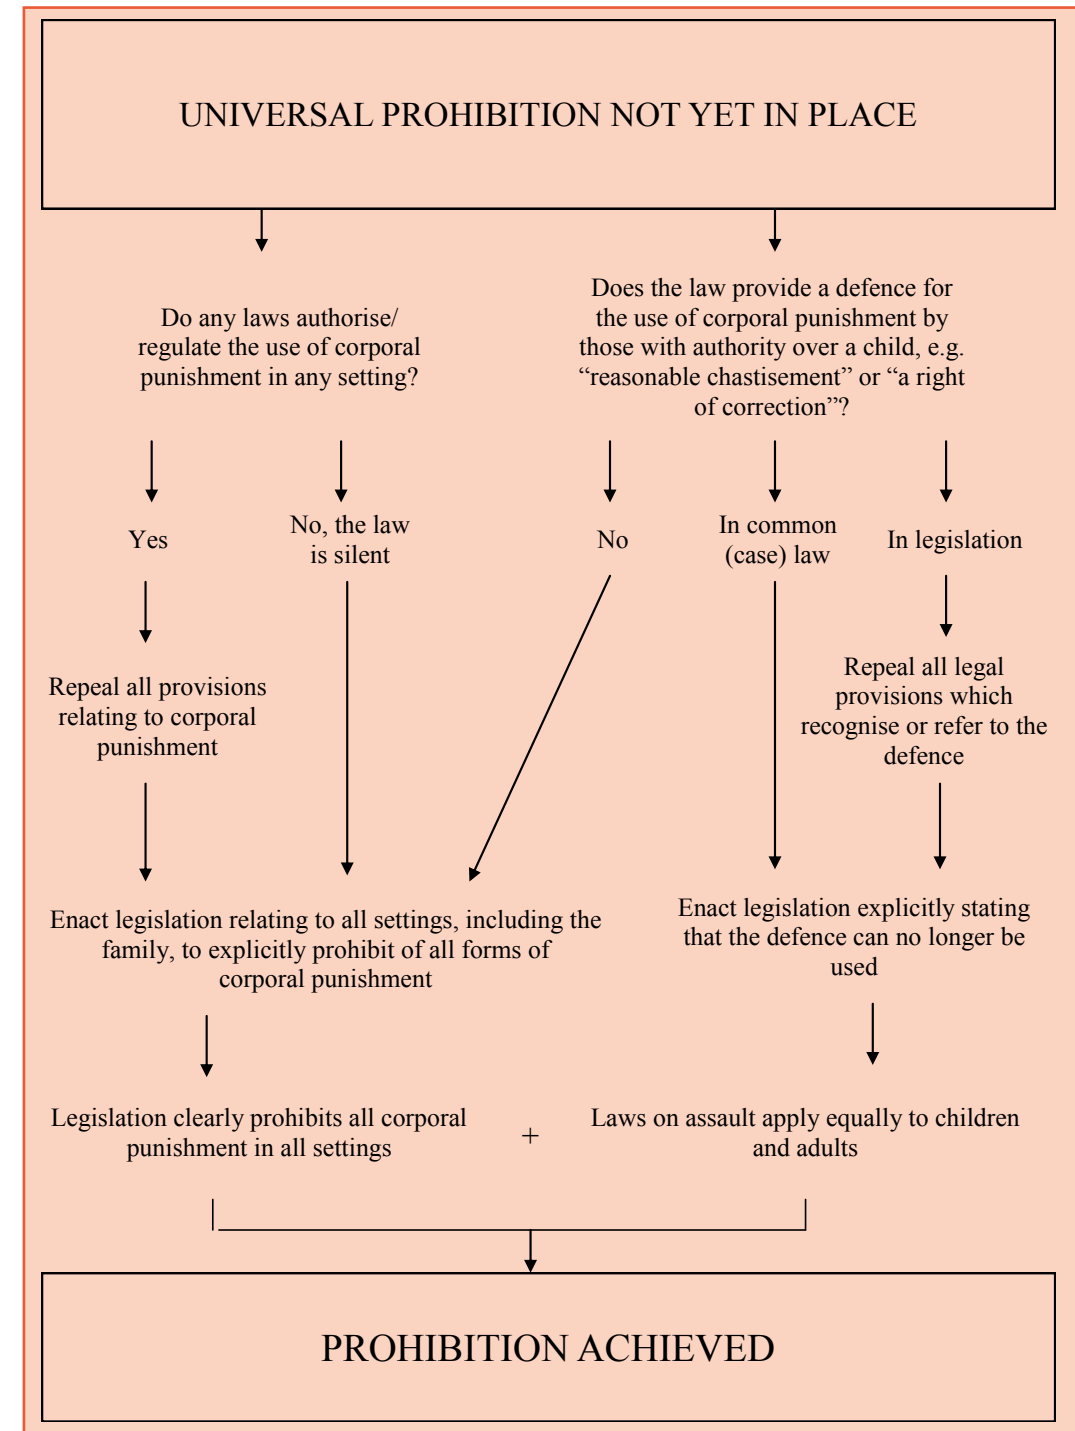 UNIVERSAL PROHIBITION NOT YET IN PLACE
Do any laws authorise/
regulate the use of corporal
punishment in any setting?
Does the law provide a defence for
the use of corporal punishment by
those with authority over a child, e.g.
“reasonable chastisement” or “a right
of correction”?
Yes
No, the law
is silent
No
In common
(case) law
In legislation
Repeal all provisions
relating to corporal
punishment
Repeal all legal
provisions which
recognise or refer to the
defence
Enact legislation relating to all settings, including the
family, to explicitly prohibit of all forms of
corporal punishment
Enact legislation explicitly stating
that the defence can no longer be
used
Legislation clearly prohibits all corporal
punishment in all settings
+
Laws on assault apply equally to children
and adults
PROHIBITION ACHIEVED